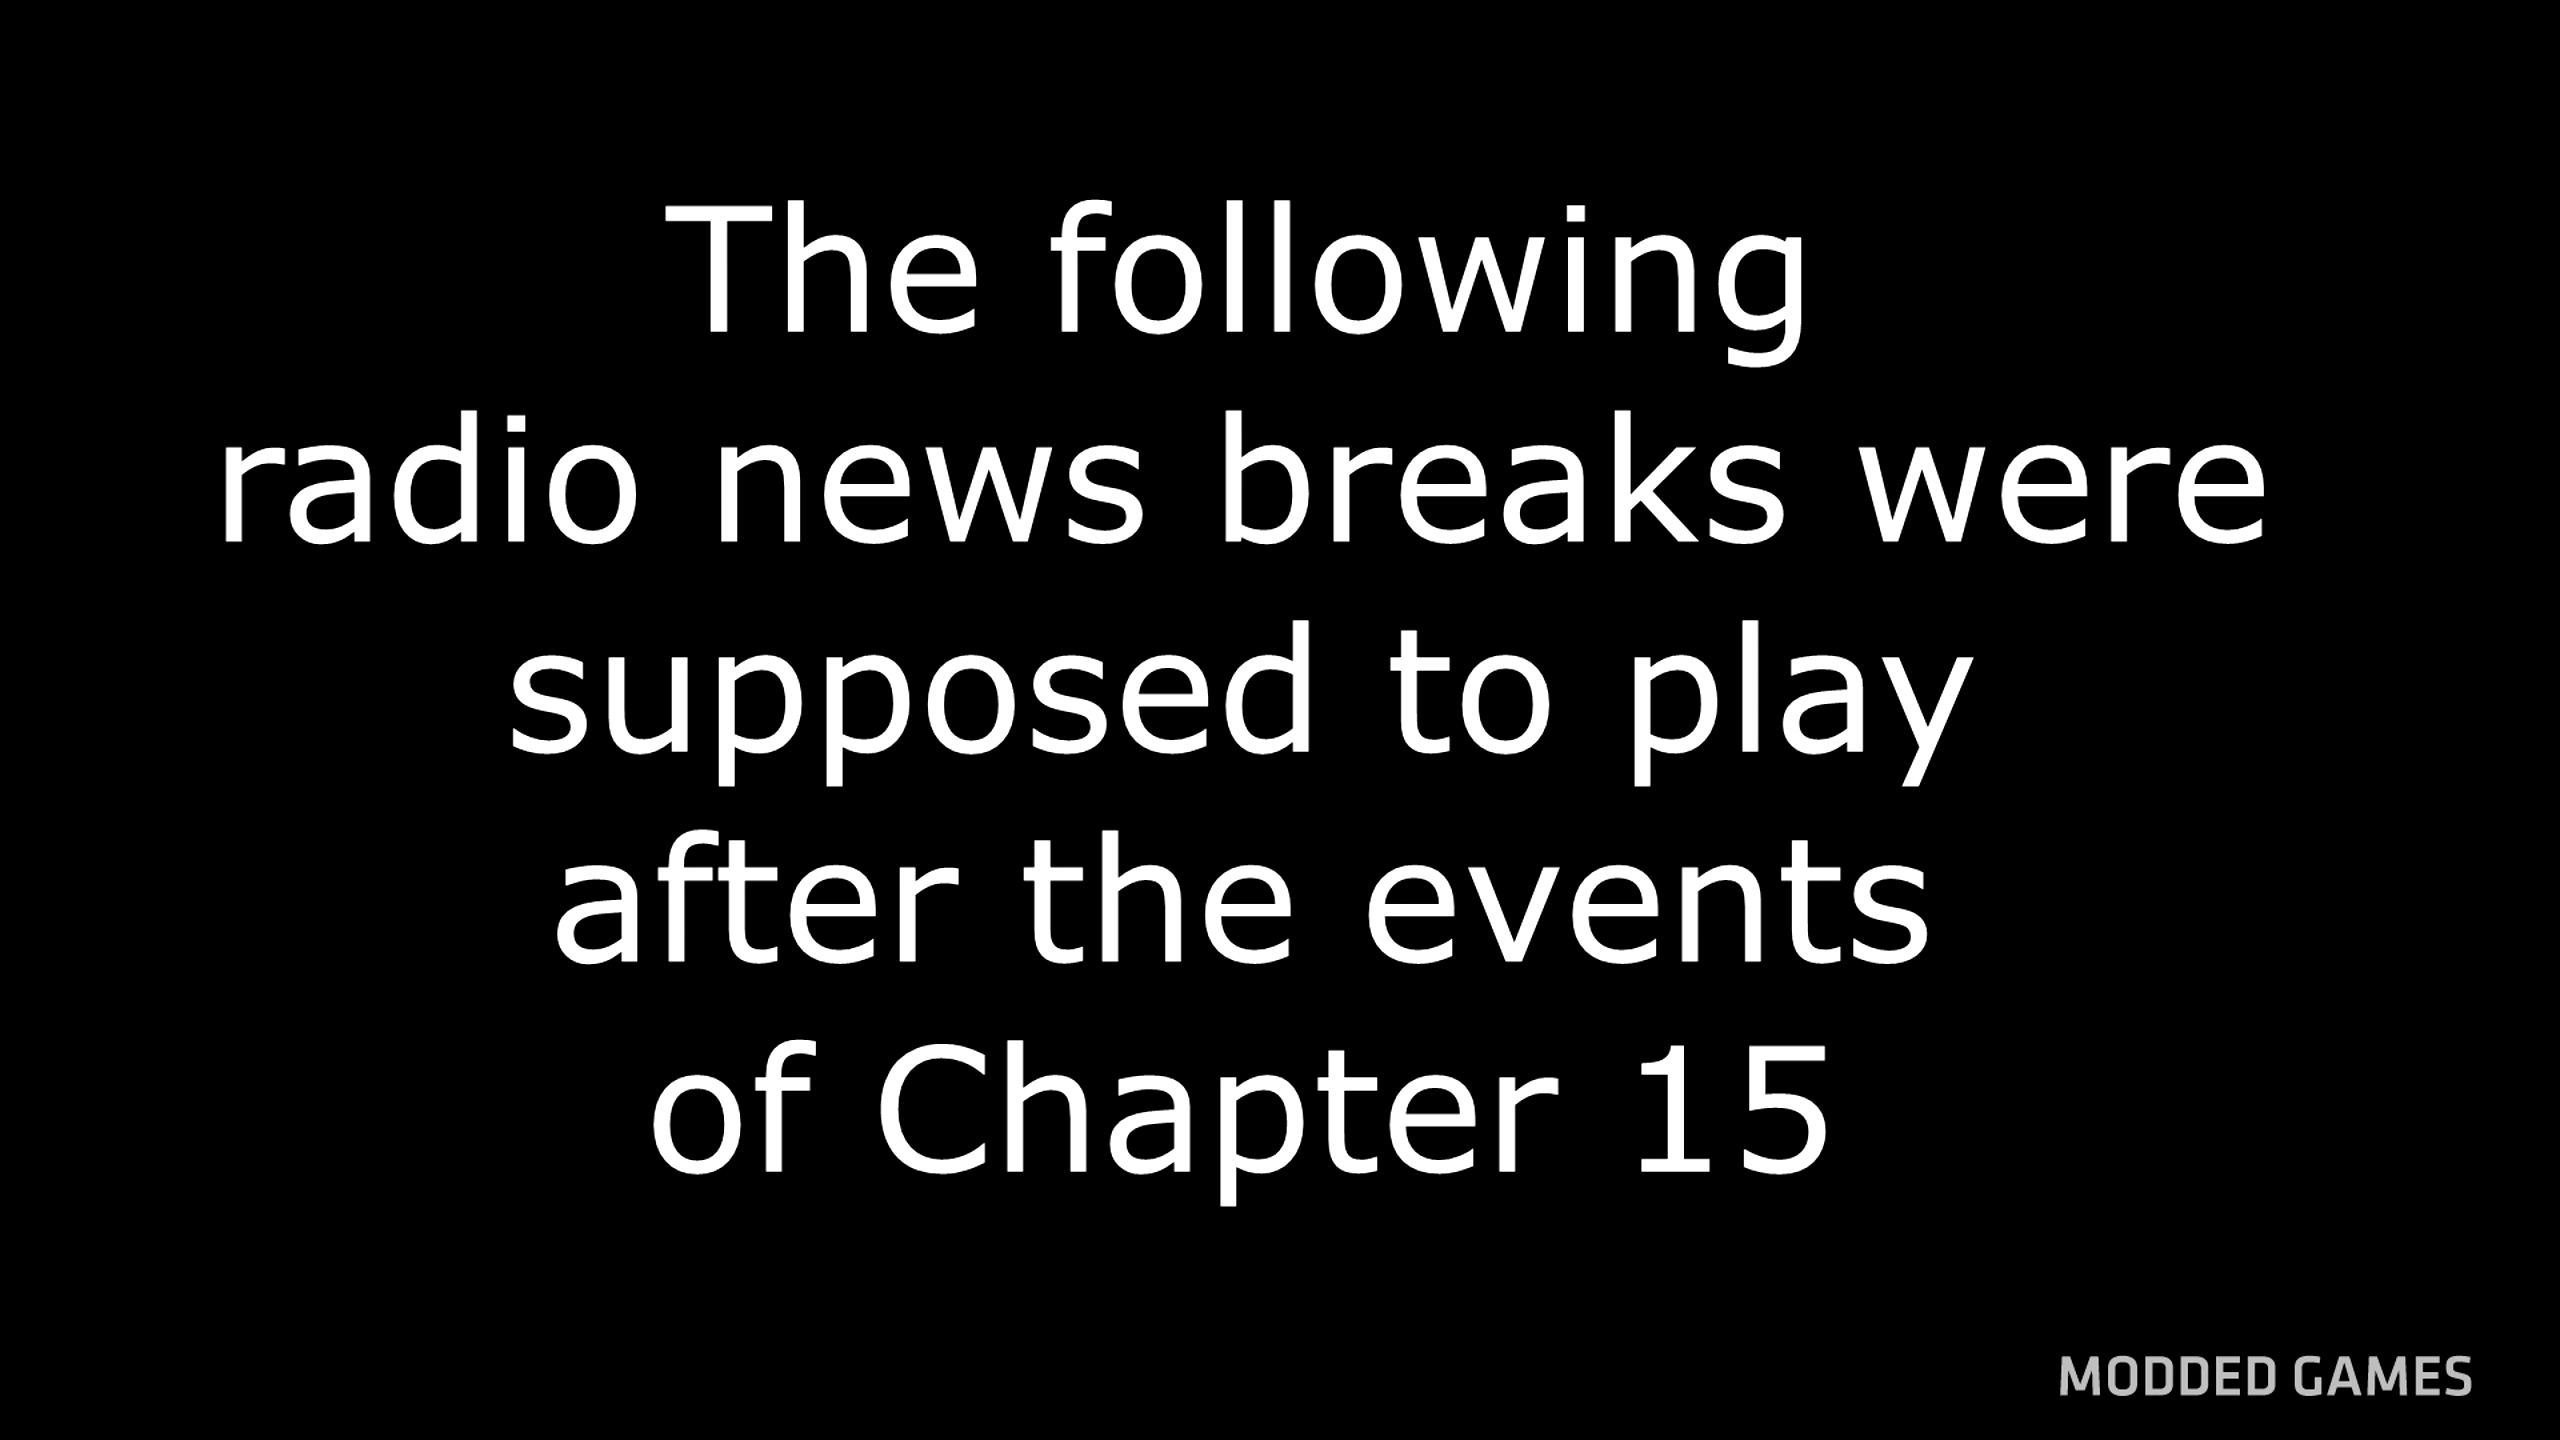 The following
radio news breaks were
supposed to play
after the events
of Chapter 15
MODDED GAMES